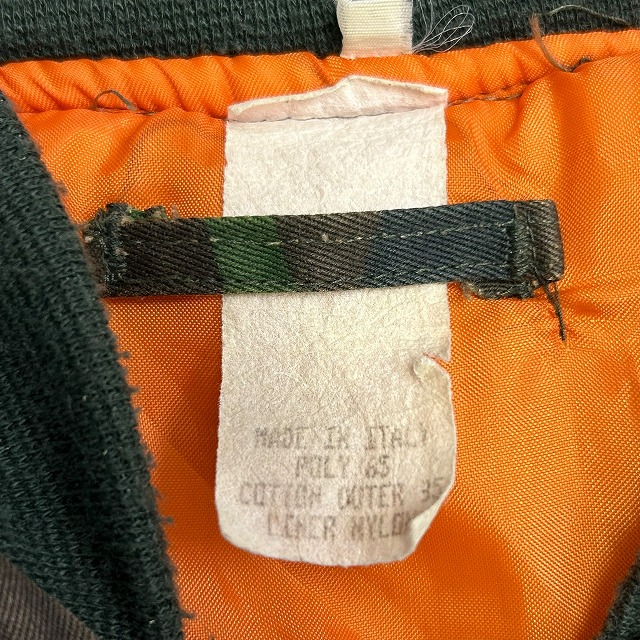 MADE IN ITALY
POLY 65
COTTON OUTER 35
LINER NYLON